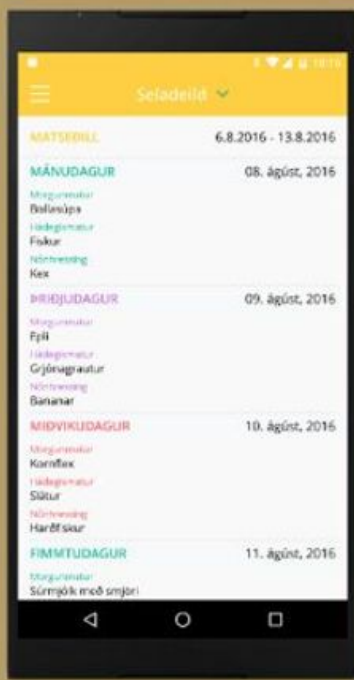 Seladeild
MATSEÐILL 6.8.2016 - 13.8.2016
MÁNUDAGUR 08. ágúst, 2016
Morgunmatur
Bollasúpa
Hádegismatur
Fiskur
Nónhressing
Kex
ÞRIÐJUDAGUR 09. ágúst, 2016
Morgunmatur
Epli
Hádegismatur
Grjónagrautur
Nónhressing
Bananar
MIÐVIKUDAGUR 10. ágúst, 2016
Morgunmatur
Kornflex
Hádegismatur
Slátur
Nónhressing
Harðfiskur
FIMMTUDAGUR 11. ágúst, 2016
Morgunmatur
Súrmjólk með smjöri